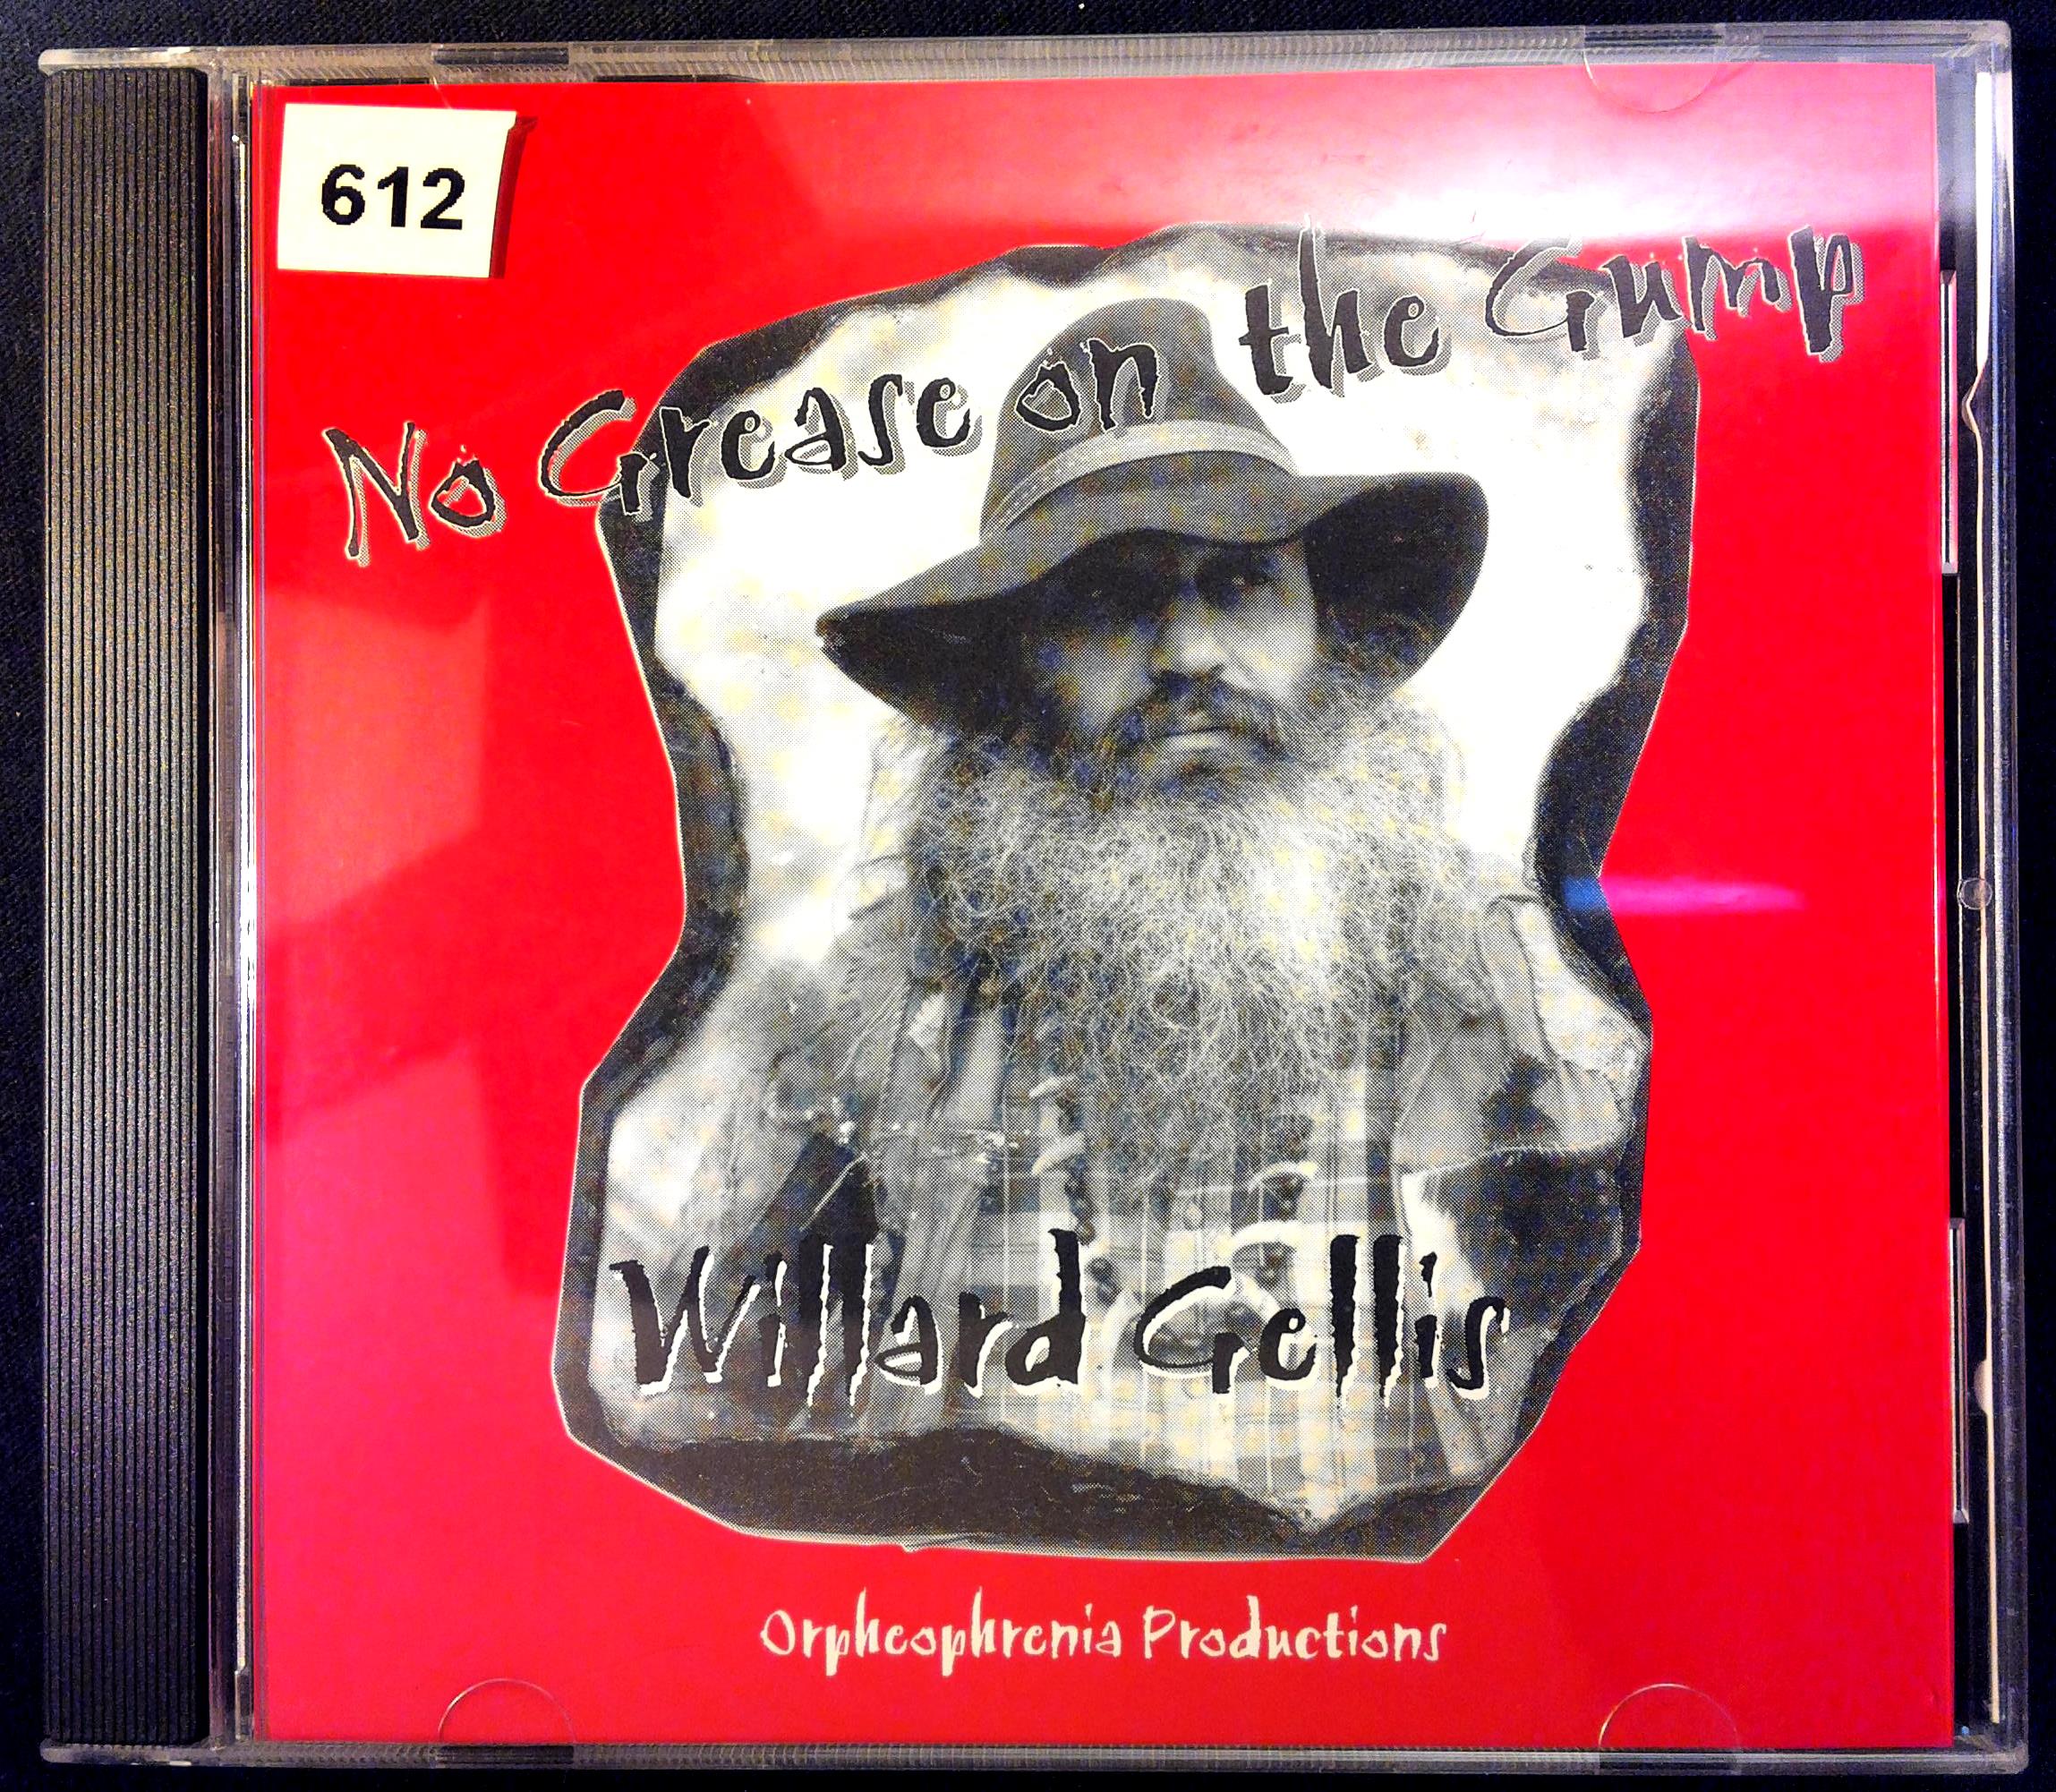 612
No Grease on the Gump
Willard Gellis
Orpheophrenia Productions